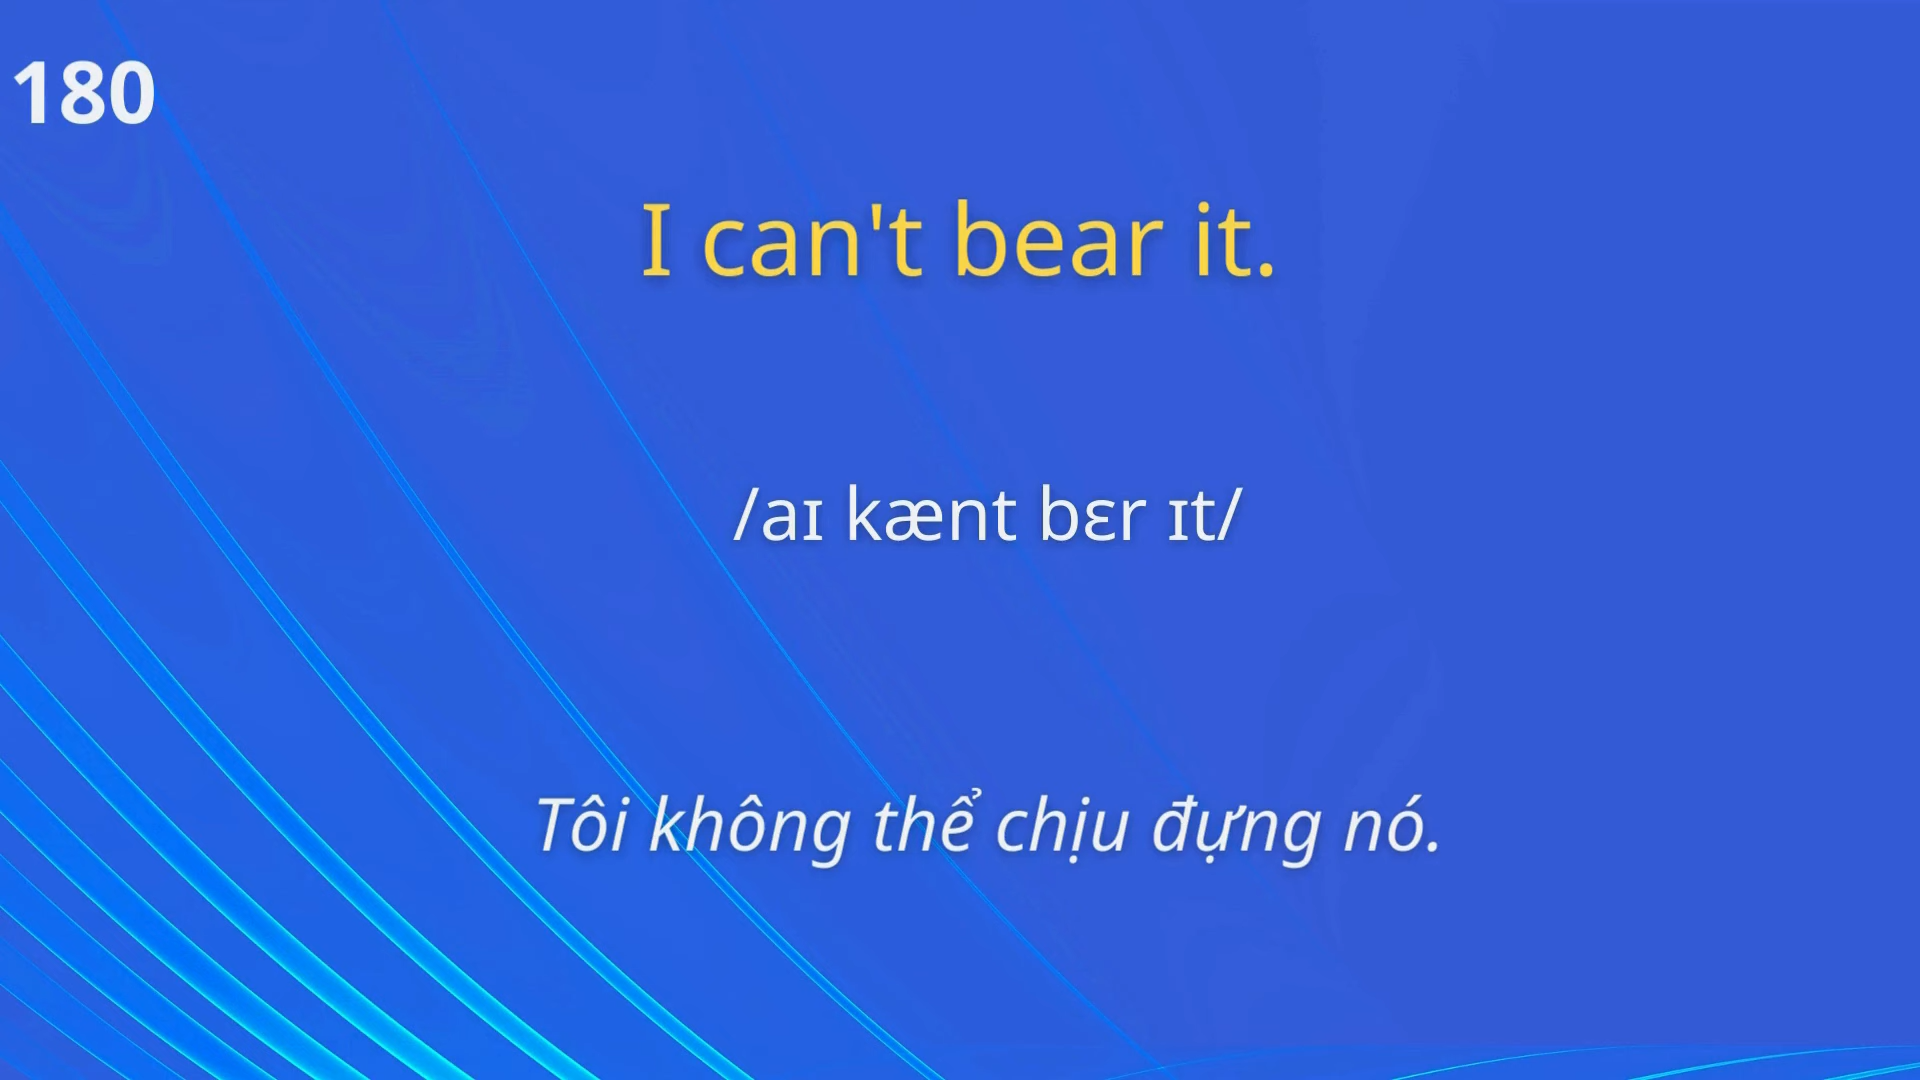 180
I can't bear it.
/aɪ kænt bɛr ɪt/
Tôi không thể chịu đựng nó.